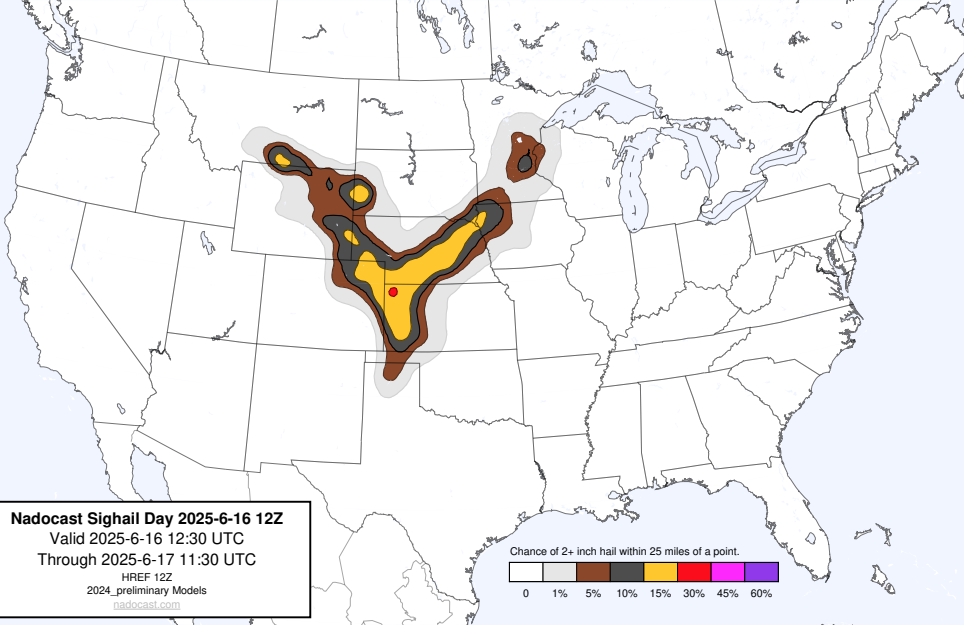 Nadocast Sighail Day 2025-6-16 12Z
Valid 2025-6-16 12:30 UTC
Through 2025-6-17 11:30 UTC
HREF 12Z
2024_preliminary Models
nadocast.com
Chance of 2+ inch hail within 25 miles of a point.
0 1% 5% 10% 15% 30% 45% 60%